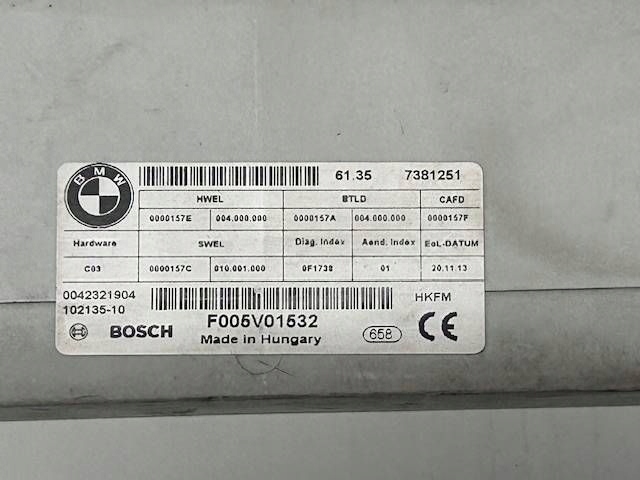 BMW 61.35 7381251
HWEL BTLD CAFD
0000157E 004.000.000 0000157A 004.000.000 0000157F
Hardware SWEL Diag. Index Aend. Index EoL-DATUM
C03 0000157C 010.001.000 0F1738 01 20.11.13
0042321904 HKFM
102135-10
BOSCH F005V01532 658 CE
Made in Hungary